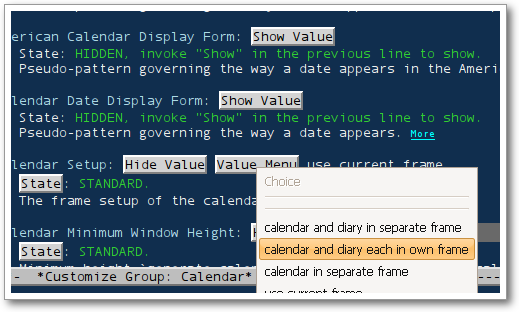 erican Calendar Display Form: Show Value
State: HIDDEN, invoke "Show" in the previous line to show.
Pseudo-pattern governing the way a date appears in the Ameri
lendar Date Display Form: Show Value
State: HIDDEN, invoke "Show" in the previous line to show.
Pseudo-pattern governing the way a date appears. More
lendar Setup: Hide Value Value Menu use current frame
State: STANDARD.
The frame setup of the calenda
lendar Minimum Window Height: H
State: STANDARD.
- *Customize Group: Calendar*
Choice
calendar and diary in separate frame
calendar and diary each in own frame
calendar in separate frame
use current frame